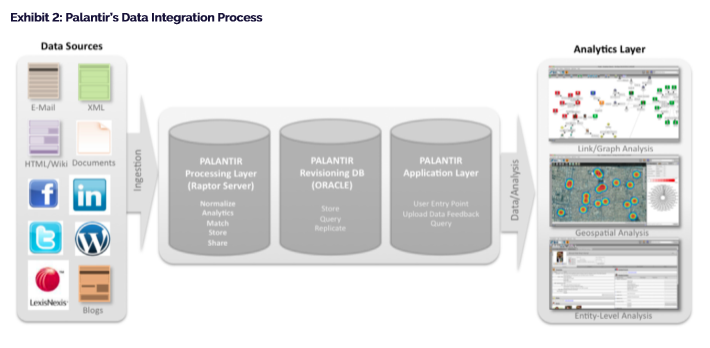 Exhibit 2: Palantir's Data Integration Process
Data Sources
E-Mail
XML
HTML/Wiki
Documents
f
in
t
W
LexisNexis
Blogs
Ingestion
PALANTIR
Processing Layer
(Raptor Server)
Normalize
Analytics
Match
Store
Share
PALANTIR
Revisioning DB
(ORACLE)
Store
Query
Replicate
PALANTIR
Application Layer
User Entry Point
Upload Data Feedback
Query
Data/Analysis
Analytics Layer
Link/Graph Analysis
Geospatial Analysis
Entity-Level Analysis